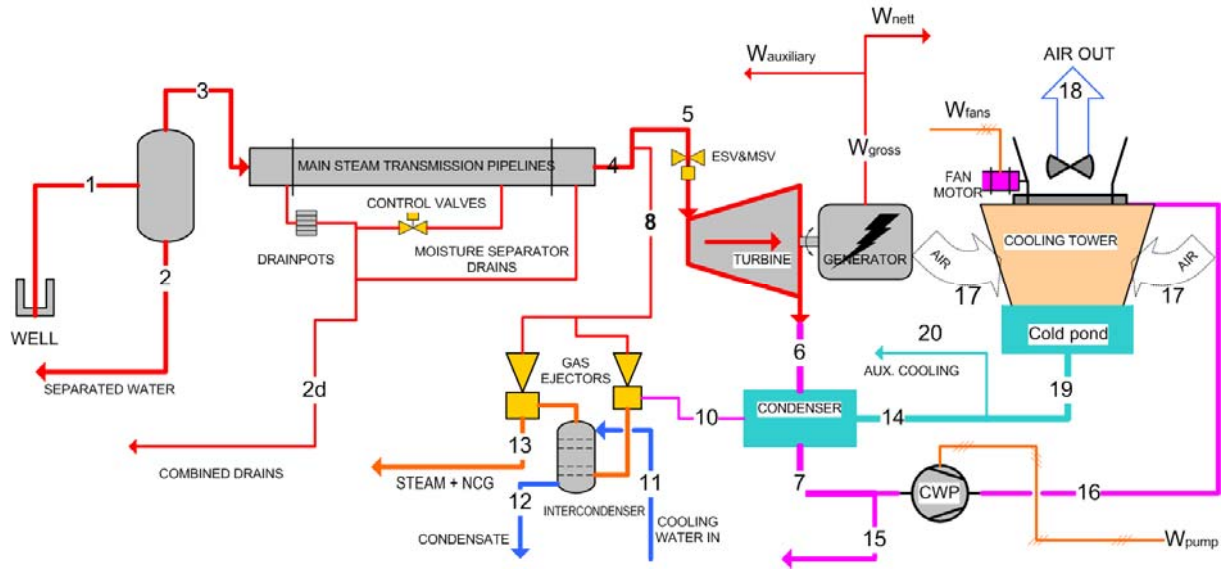 Wnett
Wauxiliary
AIR OUT
18
3
5
Wfans
ESV&MSV
Wgross
FAN
MOTOR
1
MAIN STEAM TRANSMISSION PIPELINES
4
CONTROL VALVES
8
COOLING TOWER
DRAINPOTS
MOISTURE SEPARATOR
DRAINS
TURBINE
GENERATOR
AIR
AIR
17
17
2
WELL
Cold pond
6
20
SEPARATED WATER
2d
GAS
EJECTORS
AUX. COOLING
19
10
CONDENSER
14
13
COMBINED DRAINS
STEAM + NCG
12
11
7
CWP
16
INTERCONDENSER
CONDENSATE
COOLING
WATER IN
15
Wpump